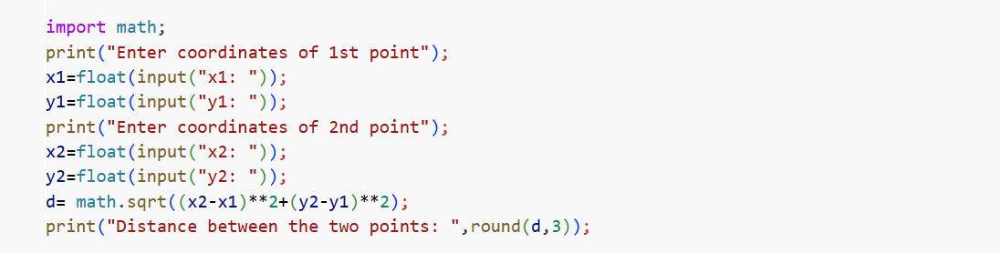 import math;
print("Enter coordinates of 1st point");
x1=float(input("x1: "));
y1=float(input("y1: "));
print("Enter coordinates of 2nd point");
x2=float(input("x2: "));
y2=float(input("y2: "));
d= math.sqrt((x2-x1)**2+(y2-y1)**2);
print("Distance between the two points: ",round(d,3));